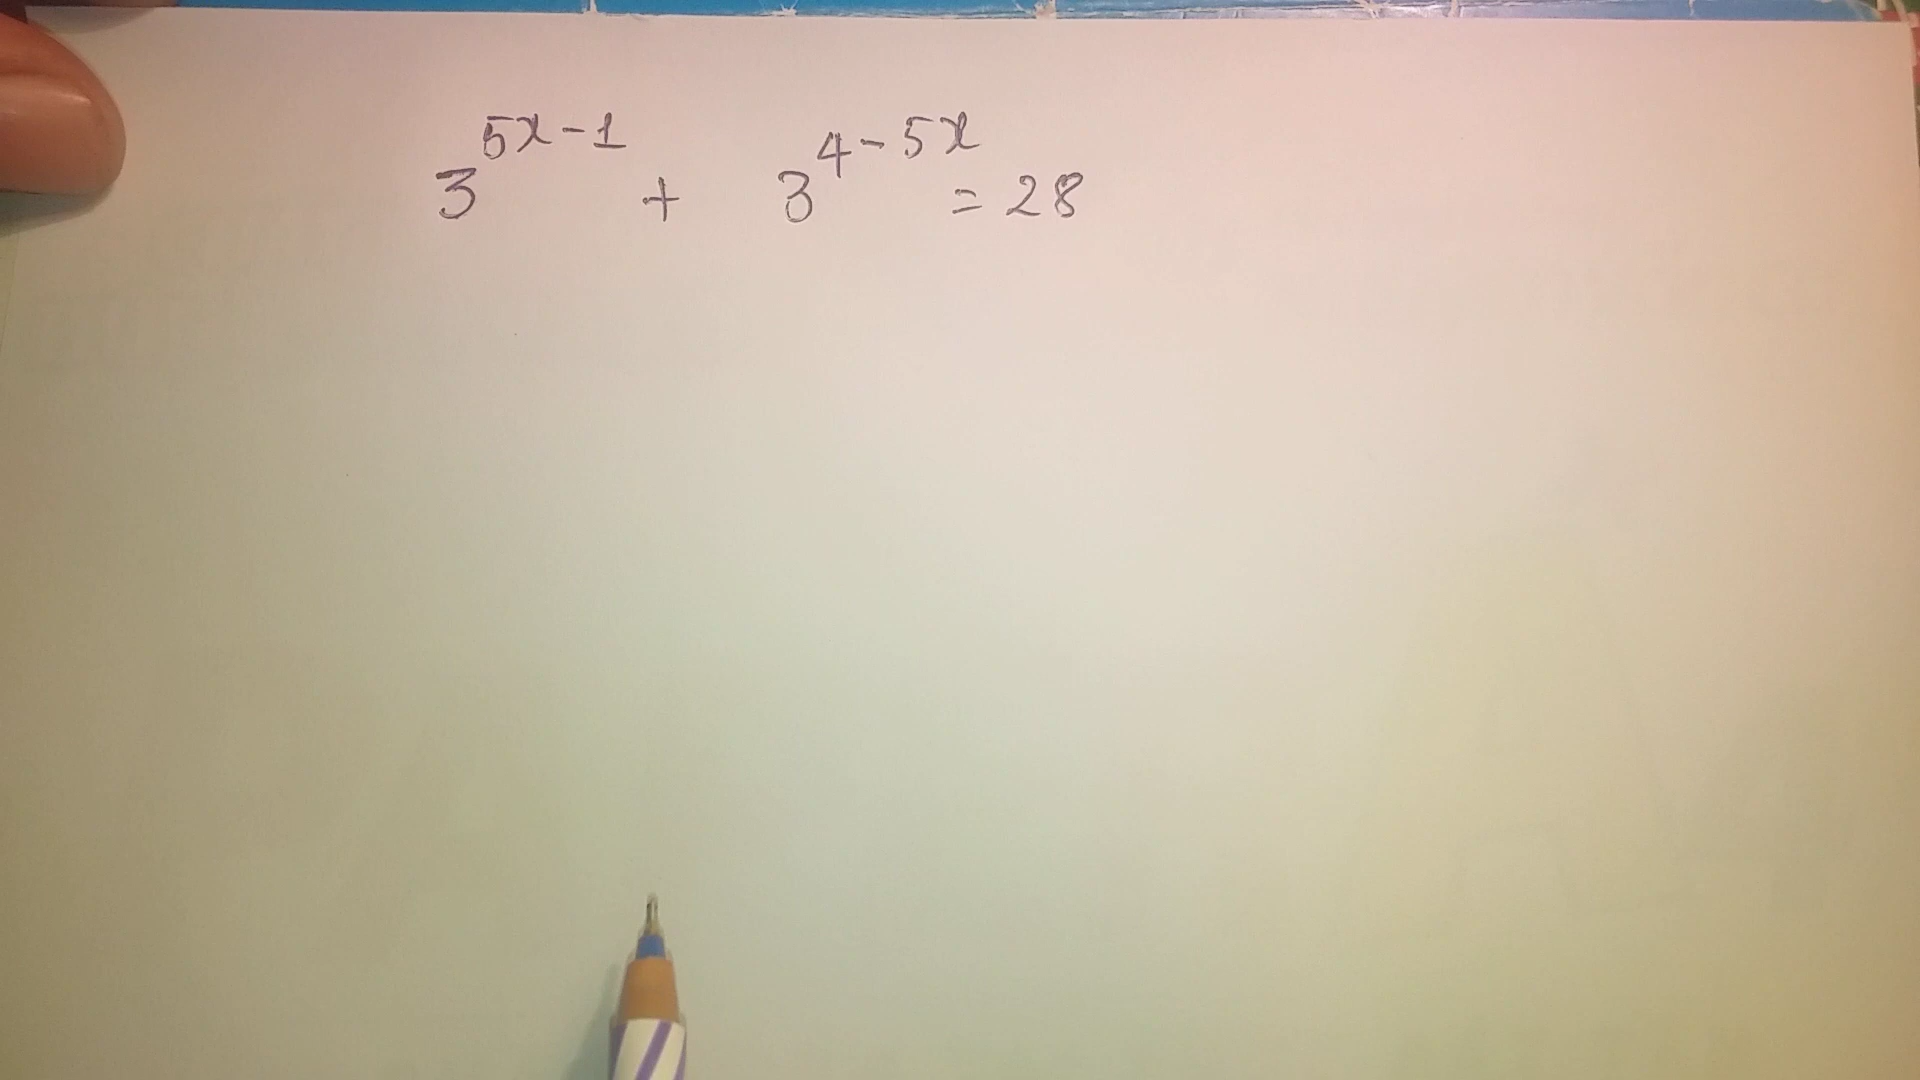 3^{5x-1} + 3^{4-5x} = 28